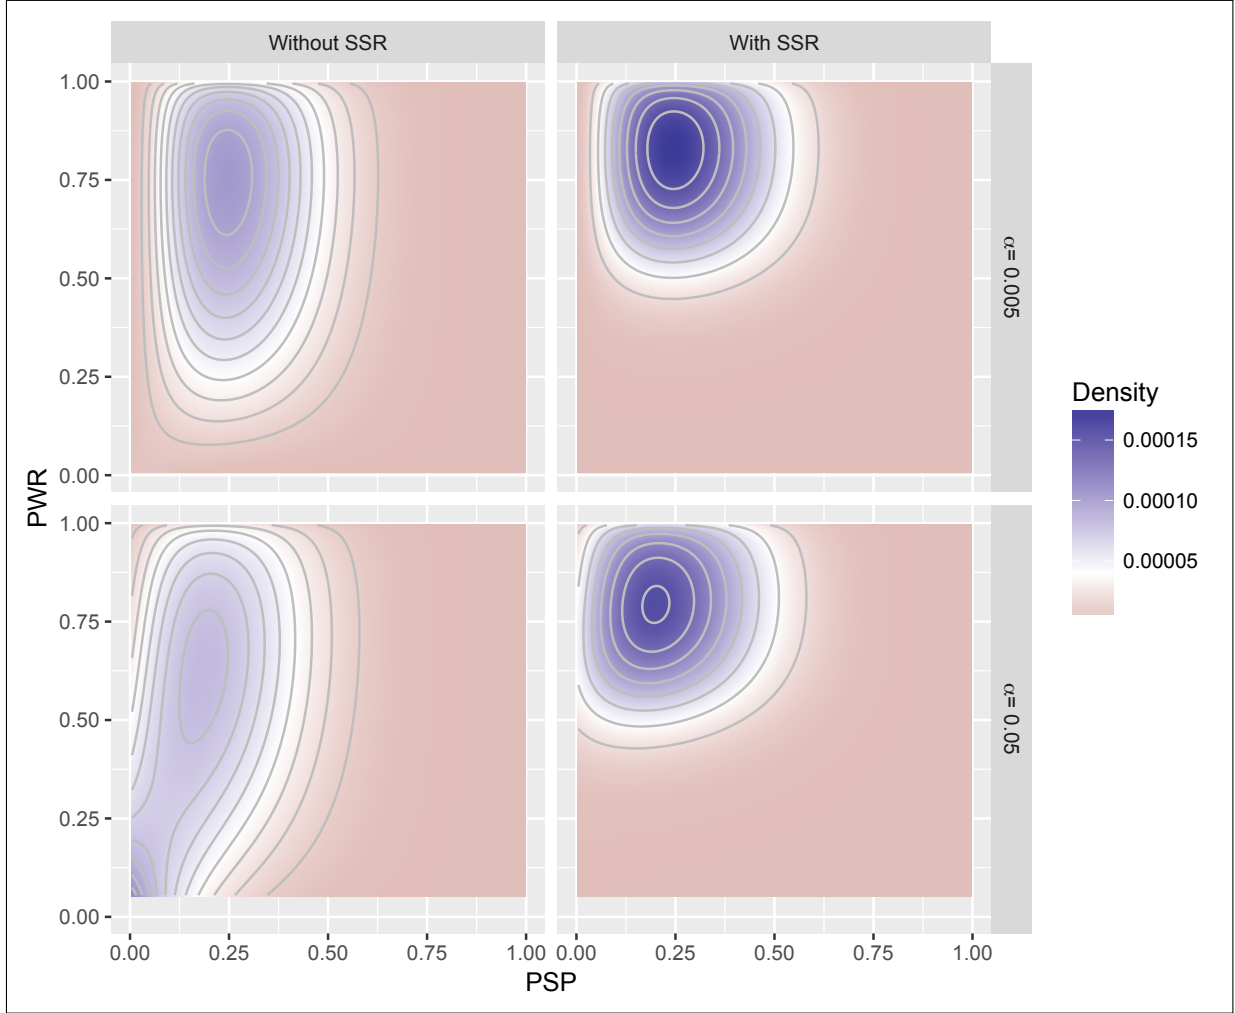 Without SSR
With SSR
1.00
0.75
0.50
0.25
0.00
α= 0.005
1.00
0.75
0.50
0.25
0.00
α= 0.05
PWR
0.00 0.25 0.50 0.75 1.00 0.00 0.25 0.50 0.75 1.00
PSP
Density
0.00015
0.00010
0.00005